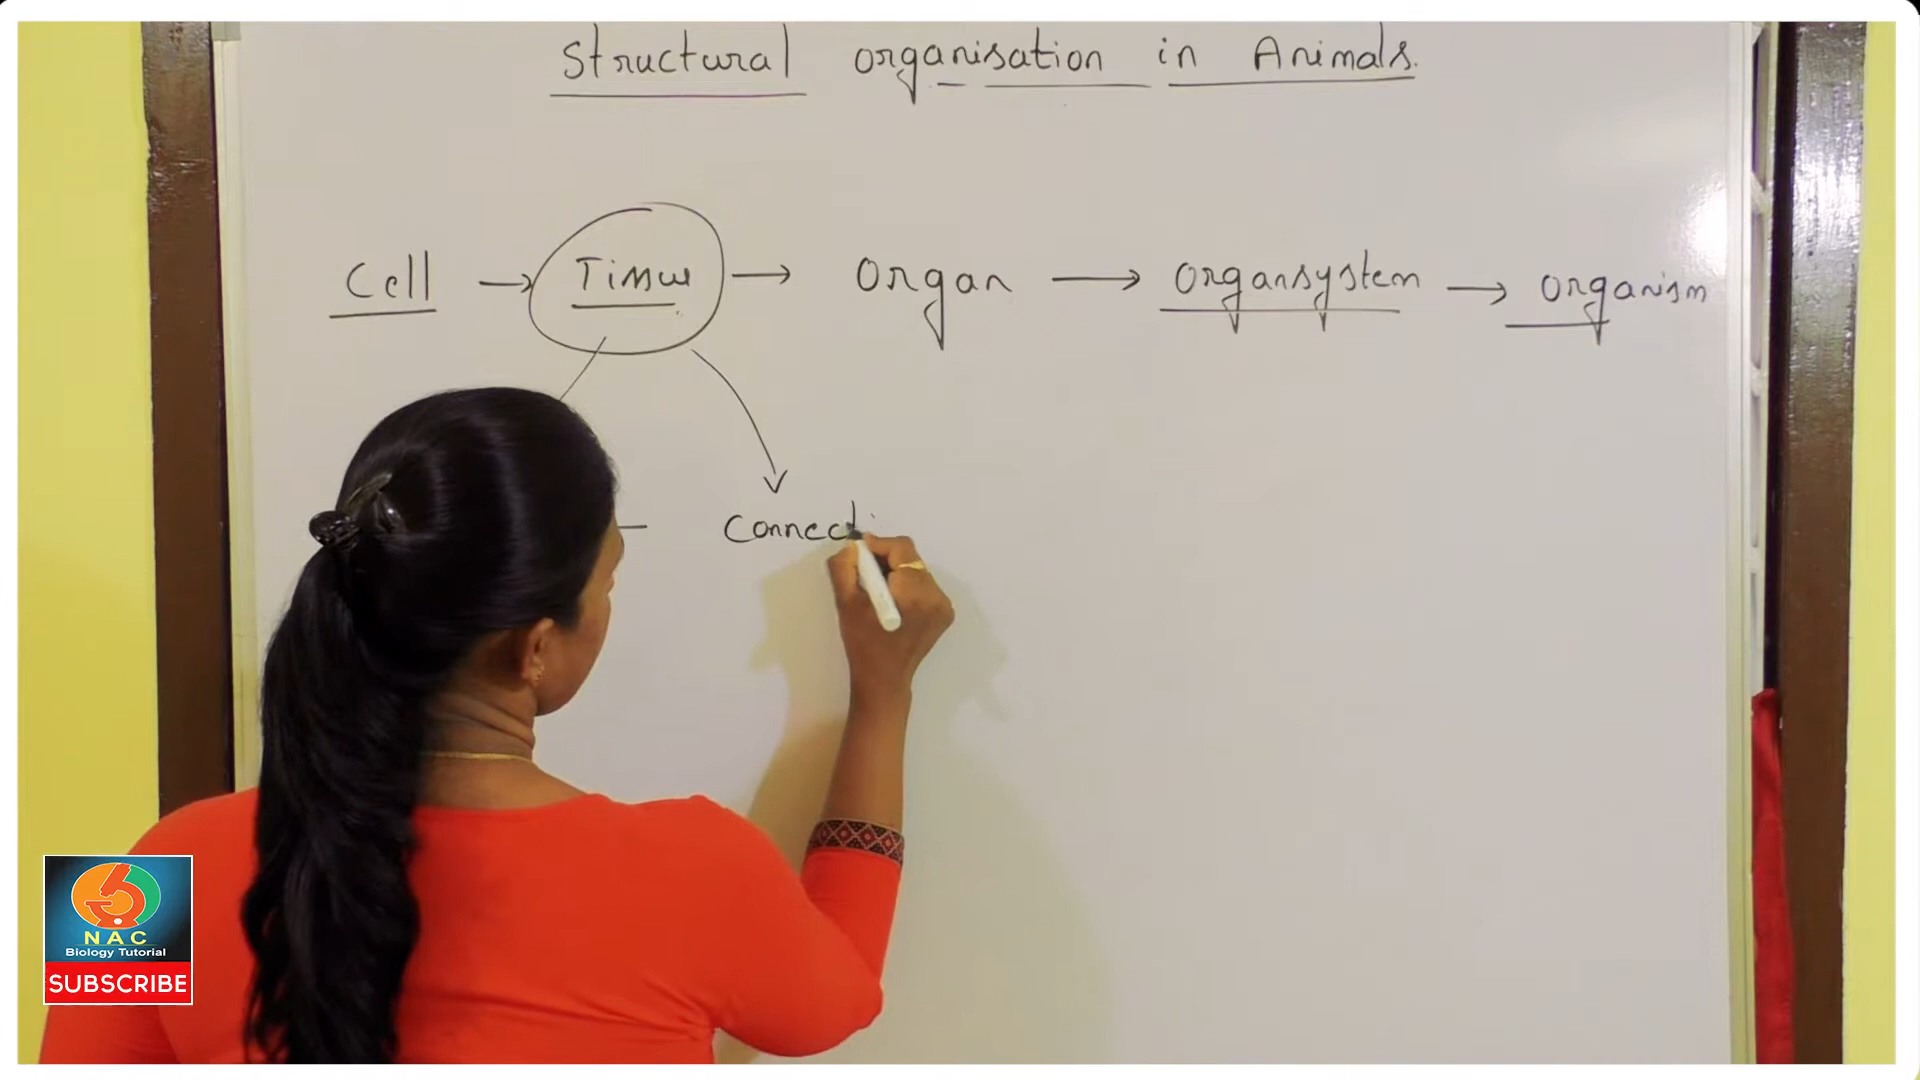 Structural organisation in Animals.
Cell → Tissue → Organ → Organsystem → Organism
Connecti
NAC
Biology Tutorial
SUBSCRIBE